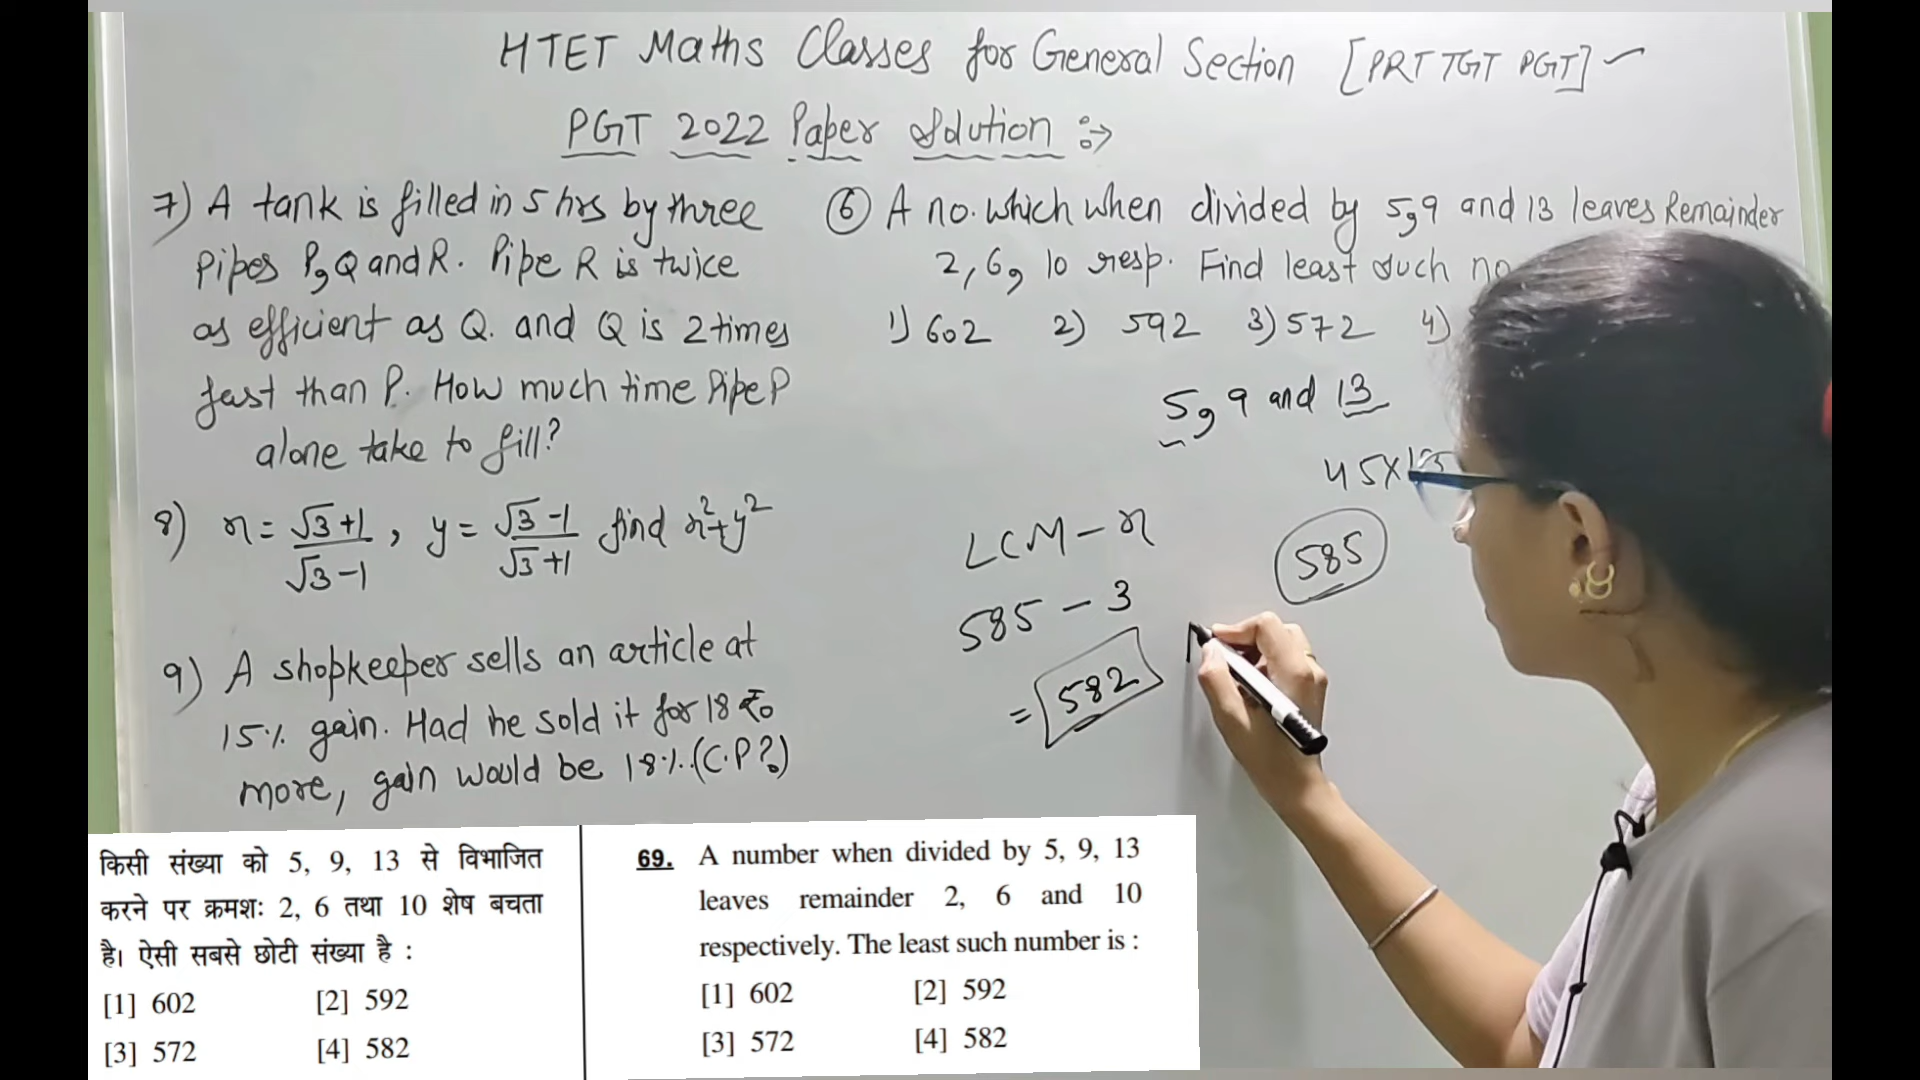 HTET Maths Classes for General Section [PRT TGT PGT]
PGT 2022 Paper Solution :→
7) A tank is filled in 5 hrs by three
Pipes P, Q and R. Pipe R is twice
as efficient as Q. and Q is 2 times
fast than P. How much time Pipe P
alone take to fill?
8) x = √3+1/√3-1, y = √3-1/√3+1 find x²+y²
9) A shopkeeper sells an article at
15% gain. Had he sold it for 18 ₹
more, gain would be 18%. (C.P?)
⑥ A no. which when divided by 5, 9 and 13 leaves Remainder
2, 6, 10 resp. Find least such no
1) 602 2) 592 3) 572 4)
5, 9 and 13
45×13
585
LCM - x
585 - 3
= 582
किसी संख्या को 5, 9, 13 से विभाजित
करने पर क्रमशः 2, 6 तथा 10 शेष बचता
है। ऐसी सबसे छोटी संख्या है :
[1] 602 [2] 592
[3] 572 [4] 582
69. A number when divided by 5, 9, 13
leaves remainder 2, 6 and 10
respectively. The least such number is :
[1] 602 [2] 592
[3] 572 [4] 582